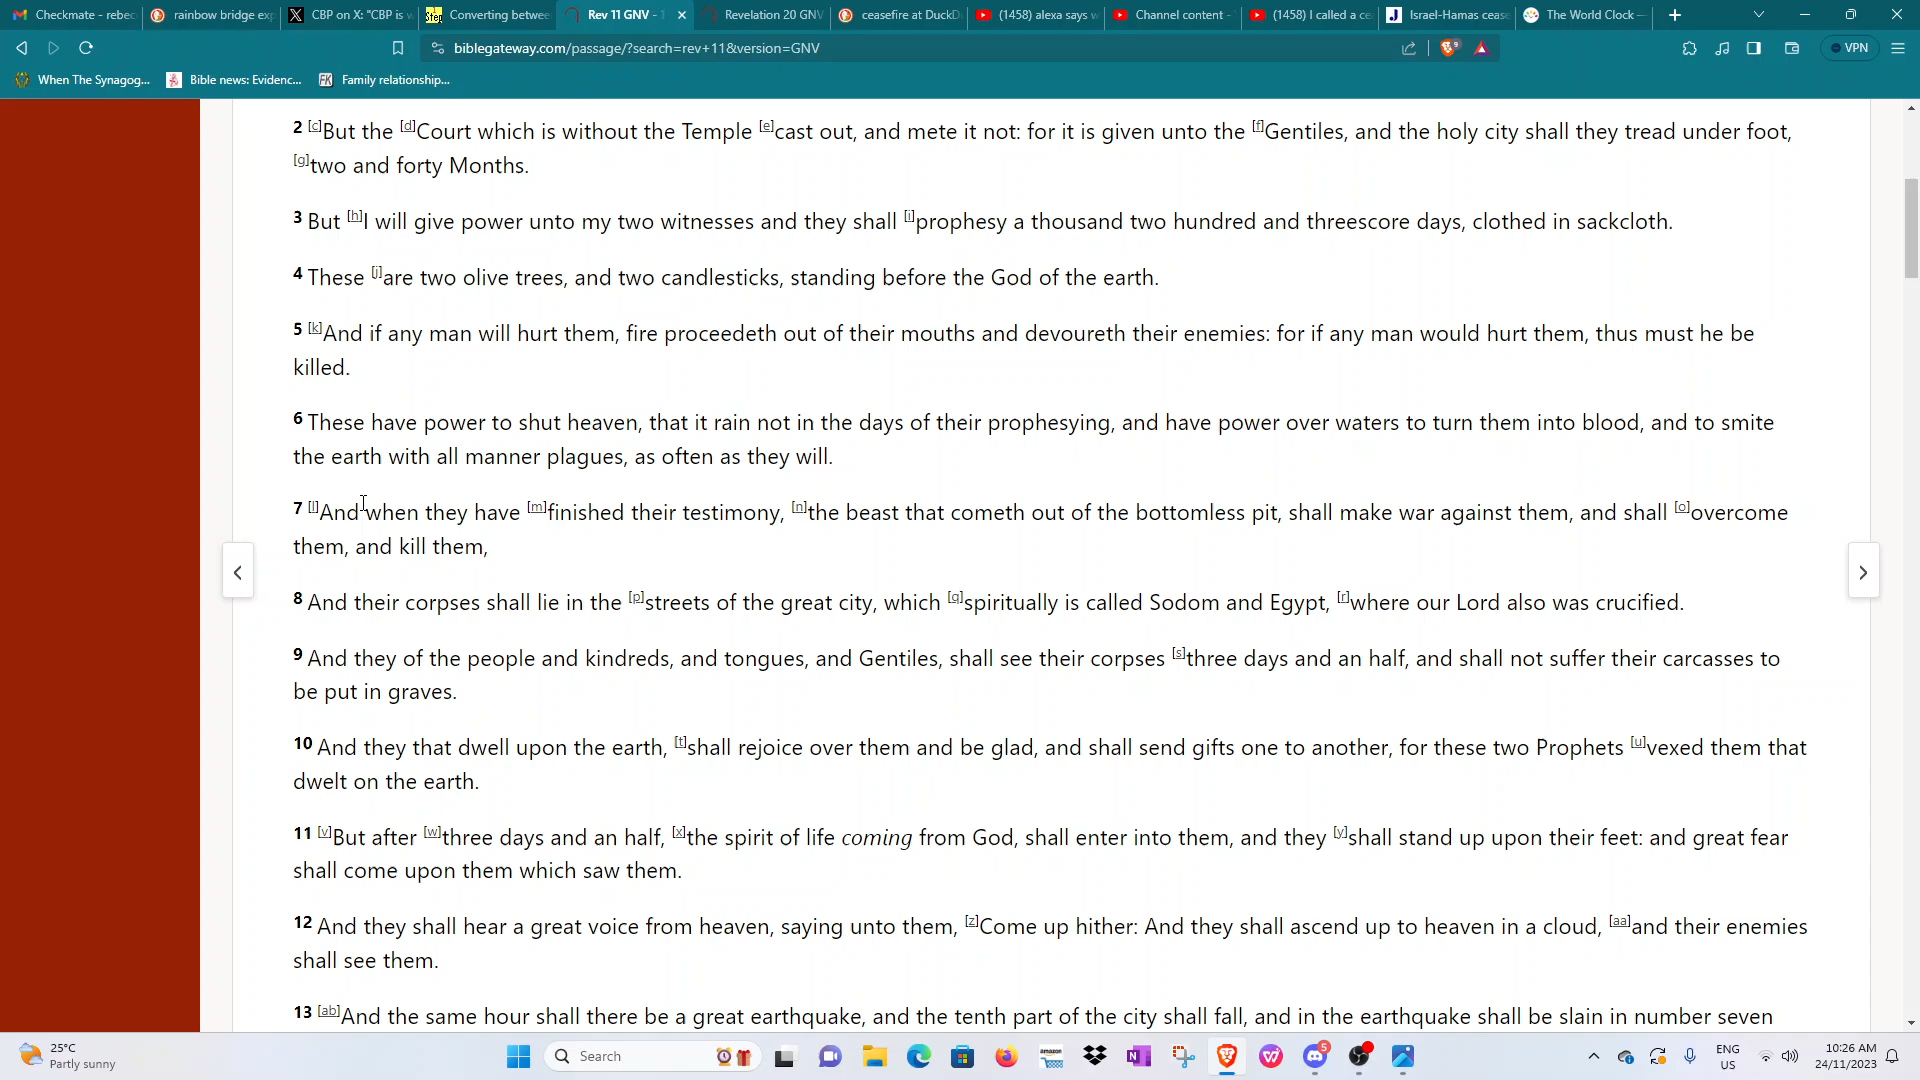 Checkmate - rebec
rainbow bridge exp
CBP on X: "CBP is w
Converting betwee
Rev 11 GNV - 1
Revelation 20 GNV
ceasefire at DuckD
(1458) alexa says w
Channel content -
(1458) I called a ce
Israel-Hamas cease
The World Clock —
biblegateway.com/passage/?search=rev+11&version=GNV
9
VPN
When The Synagog...
Bible news: Evidenc...
Family relationship...
2 [c]But the [d]Court which is without the Temple [e]cast out, and mete it not: for it is given unto the [f]Gentiles, and the holy city shall they tread under foot,
[g]two and forty Months.
3 But [h]I will give power unto my two witnesses and they shall [i]prophesy a thousand two hundred and threescore days, clothed in sackcloth.
4 These [j]are two olive trees, and two candlesticks, standing before the God of the earth.
5 [k]And if any man will hurt them, fire proceedeth out of their mouths and devoureth their enemies: for if any man would hurt them, thus must he be
killed.
6 These have power to shut heaven, that it rain not in the days of their prophesying, and have power over waters to turn them into blood, and to smite
the earth with all manner plagues, as often as they will.
7 [l]And when they have [m]finished their testimony, [n]the beast that cometh out of the bottomless pit, shall make war against them, and shall [o]overcome
them, and kill them,
8 And their corpses shall lie in the [p]streets of the great city, which [q]spiritually is called Sodom and Egypt, [r]where our Lord also was crucified.
9 And they of the people and kindreds, and tongues, and Gentiles, shall see their corpses [s]three days and an half, and shall not suffer their carcasses to
be put in graves.
10 And they that dwell upon the earth, [t]shall rejoice over them and be glad, and shall send gifts one to another, for these two Prophets [u]vexed them that
dwelt on the earth.
11 [v]But after [w]three days and an half, [x]the spirit of life coming from God, shall enter into them, and they [y]shall stand up upon their feet: and great fear
shall come upon them which saw them.
12 And they shall hear a great voice from heaven, saying unto them, [z]Come up hither: And they shall ascend up to heaven in a cloud, [aa]and their enemies
shall see them.
13 [ab]And the same hour shall there be a great earthquake, and the tenth part of the city shall fall, and in the earthquake shall be slain in number seven
25°C
Partly sunny
Search
amazon
5
ENG
US
10:26 AM
24/11/2023